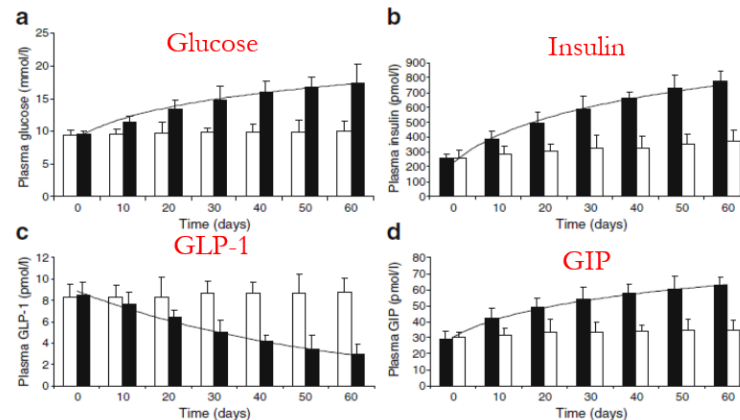 a
Glucose
Plasma glucose (mmol/l)
25
20
15
10
5
0
0 10 20 30 40 50 60
Time (days)
b
Insulin
Plasma insulin (pmol/l)
900
800
700
600
500
400
300
200
100
0
0 10 20 30 40 50 60
Time (days)
c
GLP-1
Plasma GLP-1 (pmol/l)
12
10
8
6
4
2
0
0 10 20 30 40 50 60
Time (days)
d
GIP
Plasma GIP (pmol/l)
80
70
60
50
40
30
20
10
0
0 10 20 30 40 50 60
Time (days)